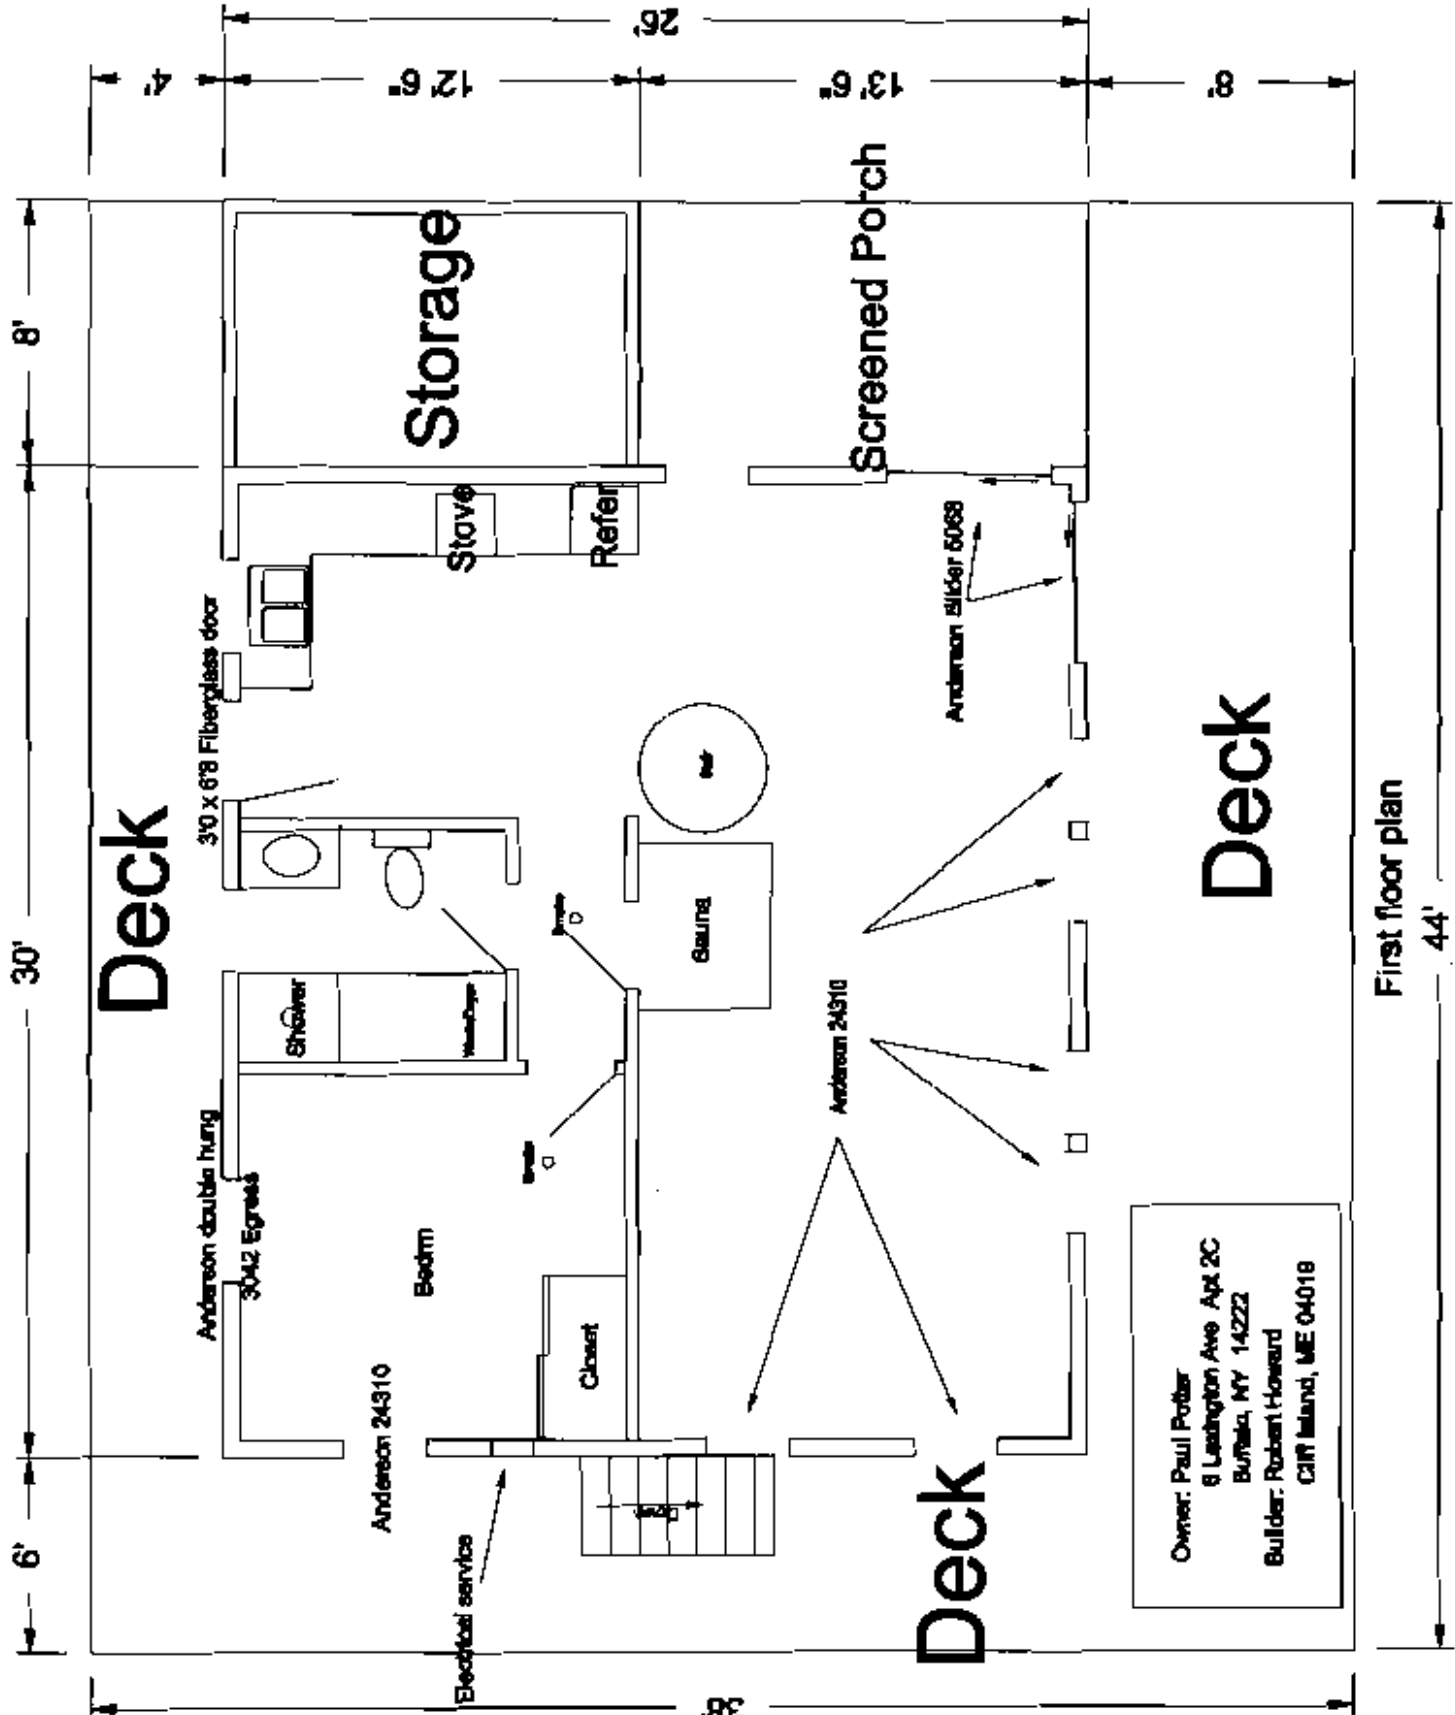 6'
30'
8'
Deck
4'
3'0 x 6'8 Fiberglass door
Anderson double hung
3042 Egress
Shower
Storage
12'6"
26'
Stove
Refer
Bedrm
Anderson 24310
Electrical service
Closet
Sauna
38'
Screened Porch
13'6"
Anderson Slider 5068
Anderson 24310
Deck
Deck
8'
Owner: Paul Potter
6 Lexington Ave Apt 2C
Buffalo, NY 14222
Builder: Robert Howard
Cliff Island, ME 04019
First floor plan
44'